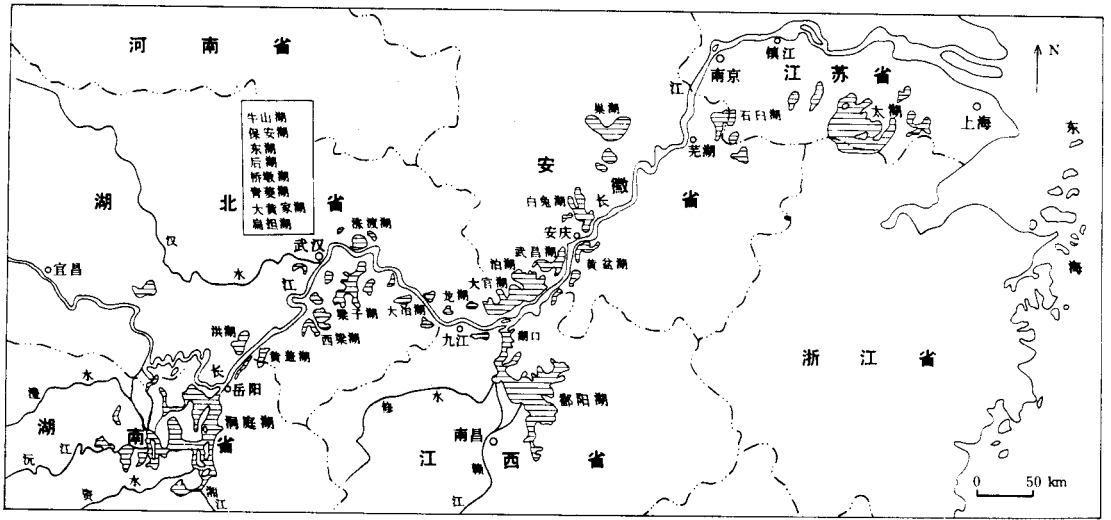 河南省
镇江
N
南京
江苏省
江
牛山湖
保安湖
东湖
后湖
桥墩湖
青菱湖
大黄家湖
扁担湖
巢湖
石臼湖
太湖
上海
东
海
芜湖
安徽省
湖北省
白兔湖
长
涨渡湖
安庆
汉
水
武汉
武昌湖
黄盆湖
泊湖
宜昌
江
大官湖
龙湖
梁子湖
大冶湖
西梁湖
九江
湖口
洪湖
黄盖湖
浙江省
长
岳阳
澧
水
修
水
鄱阳湖
洞庭湖
湖南省
南昌
江西省
沅
江
赣
江
资
水
湘
江
0 50 km